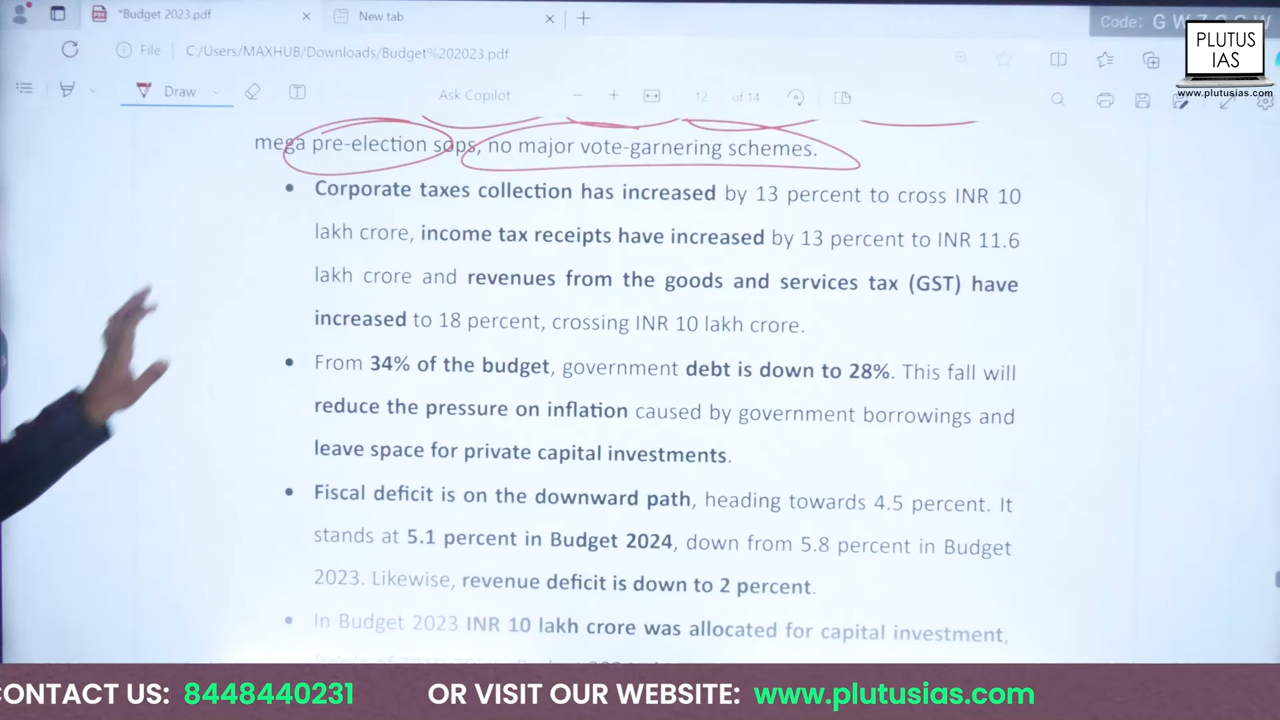 *Budget 2023.pdf
New tab
Code: G W
PLUTUS
IAS
www.plutusias.com
File C:/Users/MAXHUB/Downloads/Budget%202023.pdf
Draw
Ask Copilot
12 of 14
mega pre-election sops, no major vote-garnering schemes.
• Corporate taxes collection has increased by 13 percent to cross INR 10
lakh crore, income tax receipts have increased by 13 percent to INR 11.6
lakh crore and revenues from the goods and services tax (GST) have
increased to 18 percent, crossing INR 10 lakh crore.
• From 34% of the budget, government debt is down to 28%. This fall will
reduce the pressure on inflation caused by government borrowings and
leave space for private capital investments.
• Fiscal deficit is on the downward path, heading towards 4.5 percent. It
stands at 5.1 percent in Budget 2024, down from 5.8 percent in Budget
2023. Likewise, revenue deficit is down to 2 percent.
• In Budget 2023 INR 10 lakh crore was allocated for capital investment,
CONTACT US: 8448440231 OR VISIT OUR WEBSITE: www.plutusias.com